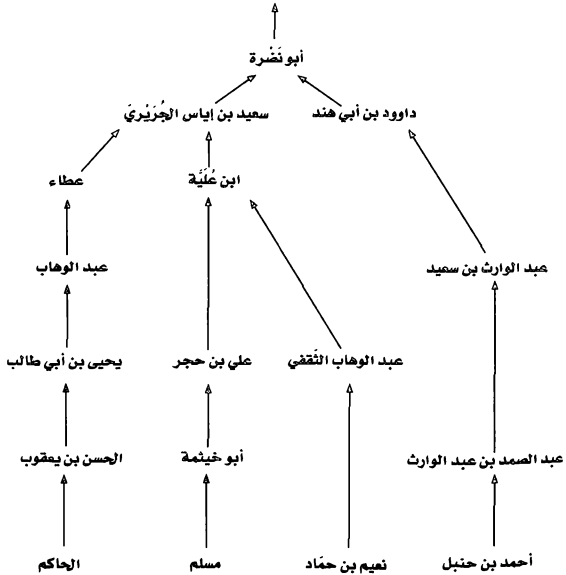 أبو نَضْرة
سعيد بن إياس الجُرَيْريَ داوود بن أبي هند
عطاء ابن عُلَيَّة
عبد الوهاب عبد الوارث بن سعيد
يحيى بن أبي طالب علي بن حجر عبد الوهاب الثَقفي
الحسن بن يعقوب أبو خيثمة عبد الصمد بن عبد الوارث
الحاكم مسلم نعيم بن حمَاد أحمد بن حنبل